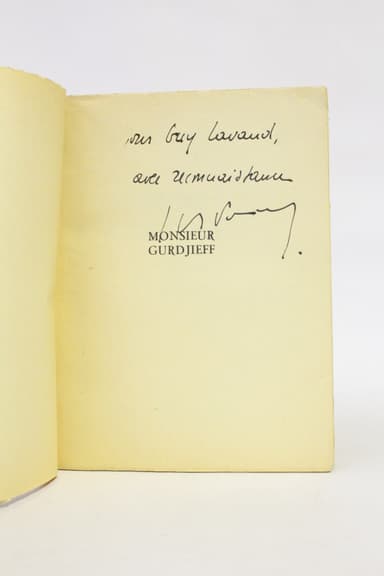 Guy Lavaud,
avec reconnaissance
MONSIEUR
GURDJIEFF